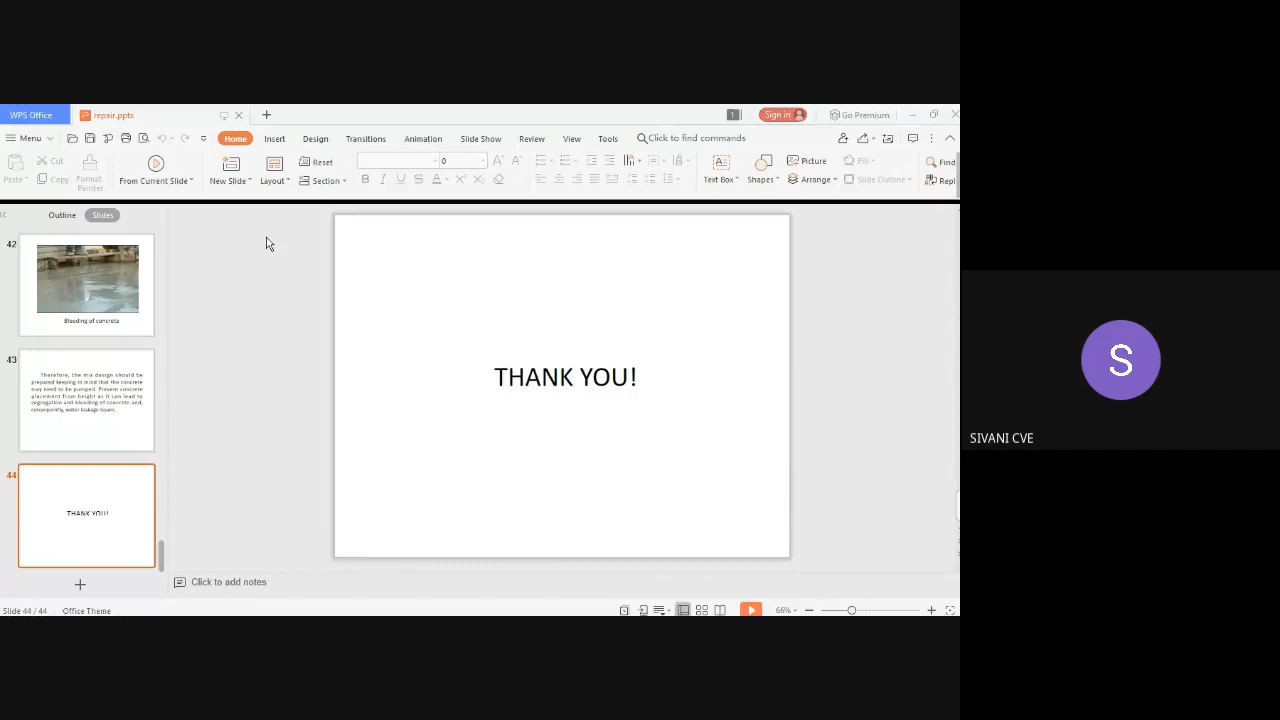 WPS Office
repair.pptx
1
Sign in
Go Premium
Menu
Home
Insert
Design
Transitions
Animation
Slide Show
Review
View
Tools
Click to find commands
Paste
Cut
Copy
Format
Painter
From Current Slide
New Slide
Layout
Reset
Section
0
B I U S A X² X₂
Text Box
Shapes
Picture
Arrange
Fill
Slide Outline
Find
Repl
Outline
Slides
42
Bleeding of concrete
43
Therefore, the mix design should be
prepared keeping in mind that the concrete
may need to be pumped. Prevent concrete
placement from height as it can lead to
segregation and bleeding of concrete and,
consequently, water leakage issues.
44
THANK YOU!
THANK YOU!
Click to add notes
Slide 44 / 44
Office Theme
66%
S
SIVANI CVE